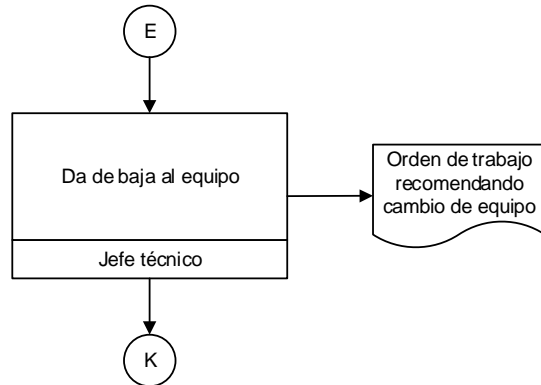 E
Da de baja al equipo
Orden de trabajo
recomendando
cambio de equipo
Jefe técnico
K